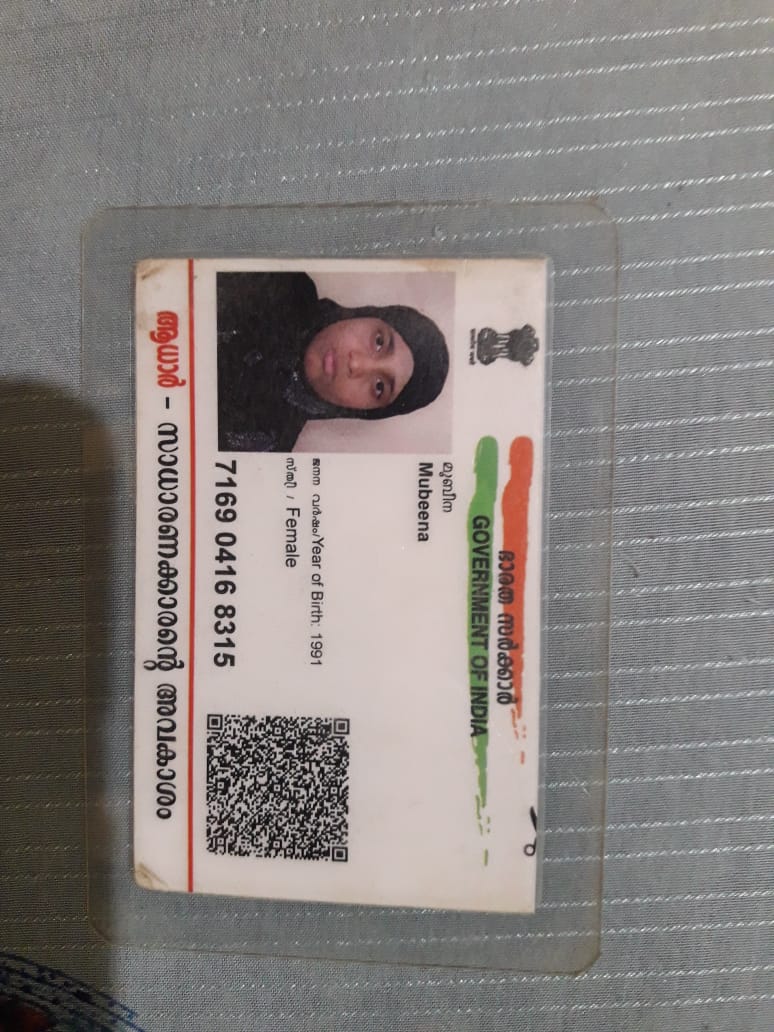 ഭാരത സർക്കാർ
GOVERNMENT OF INDIA
മുബീന
Mubeena
ജനന വർഷം/Year of Birth: 1991
സ്ത്രീ / Female
7169 0416 8315
ആധാർ - സാധാരണക്കാരന്റെ അവകാശം